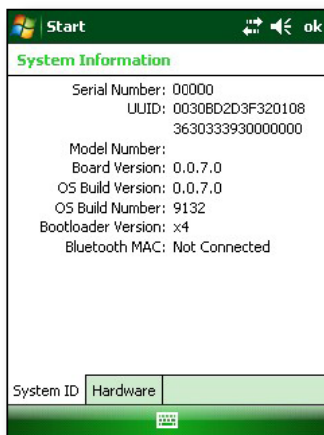 Start ok
System Information
Serial Number: 00000
UUID: 0030BD2D3F320108
3630333930000000
Model Number:
Board Version: 0.0.7.0
OS Build Version: 0.0.7.0
OS Build Number: 9132
Bootloader Version: x4
Bluetooth MAC: Not Connected
System ID Hardware